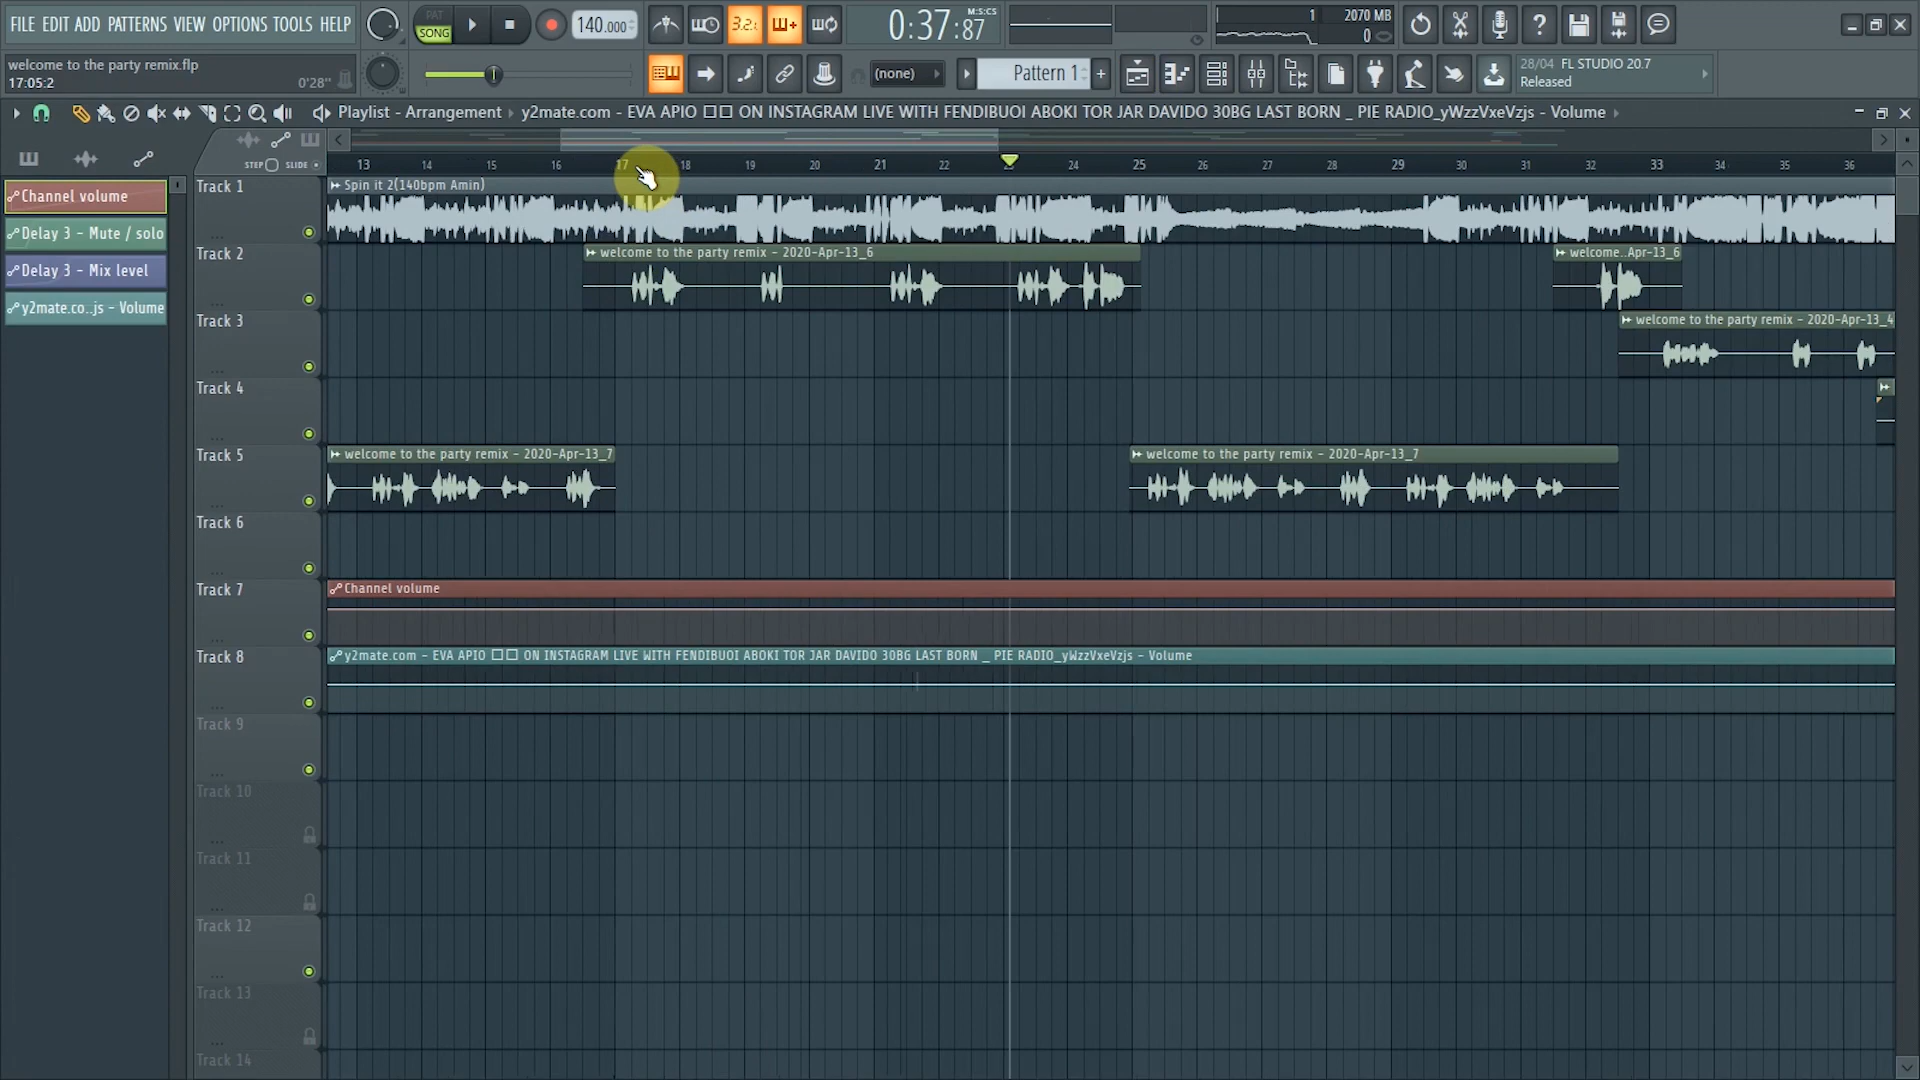 FILE EDIT ADD PATTERNS VIEW OPTIONS TOOLS HELP
PAT
SONG
140.000
3.2:
0:37:87
M:S:CS
1
2070 MB
0
welcome to the party remix.flp
17:05:2
0'28"
(none)
Pattern 1
+
28/04 FL STUDIO 20.7
Released
Playlist - Arrangement
y2mate.com - EVA APIO □□ ON INSTAGRAM LIVE WITH FENDIBUOI ABOKI TOR JAR DAVIDO 30BG LAST BORN _ PIE RADIO_yWzzVxeVzjs - Volume
STEP
SLIDE
13 14 15 16 17 18 19 20 21 22 23 24 25 26 27 28 29 30 31 32 33 34 35 36
Channel volume
Delay 3 - Mute / solo
Delay 3 - Mix level
y2mate.co..js - Volume
Track 1
Spin it 2(140bpm Amin)
Track 2
welcome to the party remix - 2020-Apr-13_6
welcome..Apr-13_6
Track 3
welcome to the party remix - 2020-Apr-13_4
Track 4
Track 5
welcome to the party remix - 2020-Apr-13_7
welcome to the party remix - 2020-Apr-13_7
Track 6
Track 7
Channel volume
Track 8
y2mate.com - EVA APIO □□ ON INSTAGRAM LIVE WITH FENDIBUOI ABOKI TOR JAR DAVIDO 30BG LAST BORN _ PIE RADIO_yWzzVxeVzjs - Volume
Track 9
Track 10
Track 11
Track 12
Track 13
Track 14